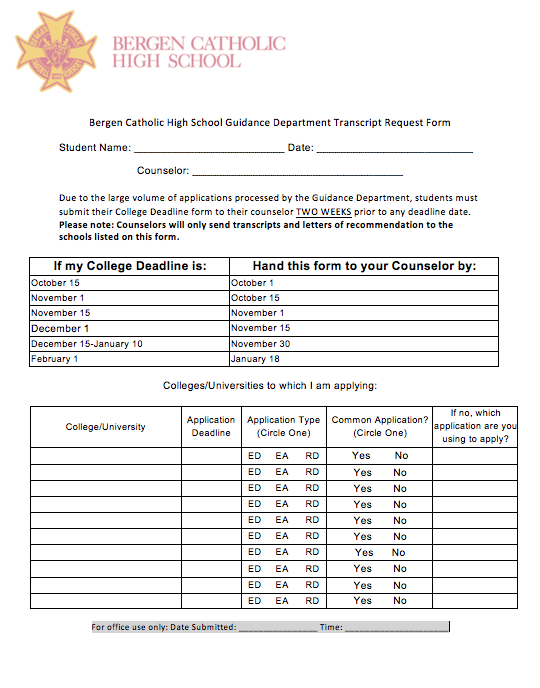 BERGEN CATHOLIC
HIGH SCHOOL
Bergen Catholic High School Guidance Department Transcript Request Form
Student Name: ____________________________ Date: _____________________________
Counselor: _______________________________________
Due to the large volume of applications processed by the Guidance Department, students must
submit their College Deadline form to their counselor TWO WEEKS prior to any deadline date.
Please note: Counselors will only send transcripts and letters of recommendation to the
schools listed on this form.
If my College Deadline is: Hand this form to your Counselor by:
October 15 October 1
November 1 October 15
November 15 November 1
December 1 November 15
December 15-January 10 November 30
February 1 January 18
Colleges/Universities to which I am applying:
College/University Application Deadline Application Type (Circle One) Common Application? (Circle One) If no, which application are you using to apply?
ED EA RD Yes No
ED EA RD Yes No
ED EA RD Yes No
ED EA RD Yes No
ED EA RD Yes No
ED EA RD Yes No
ED EA RD Yes No
ED EA RD Yes No
ED EA RD Yes No
ED EA RD Yes No
For office use only: Date Submitted: ________________ Time: _____________________